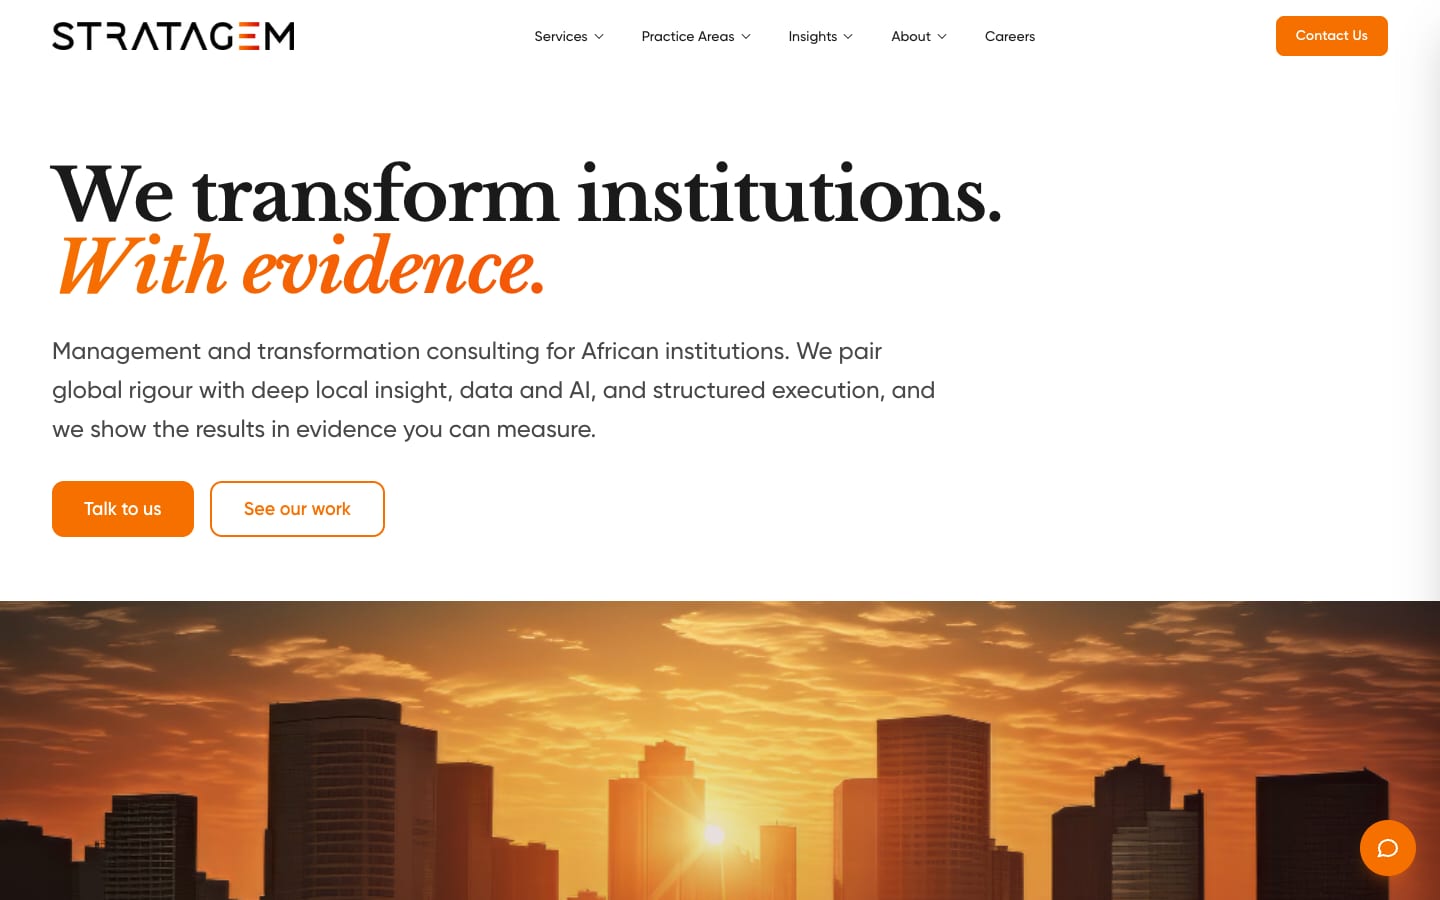 STRATAGEM
Services
Practice Areas
Insights
About
Careers
Contact Us
We transform institutions.
With evidence.
Management and transformation consulting for African institutions. We pair
global rigour with deep local insight, data and AI, and structured execution, and
we show the results in evidence you can measure.
Talk to us
See our work